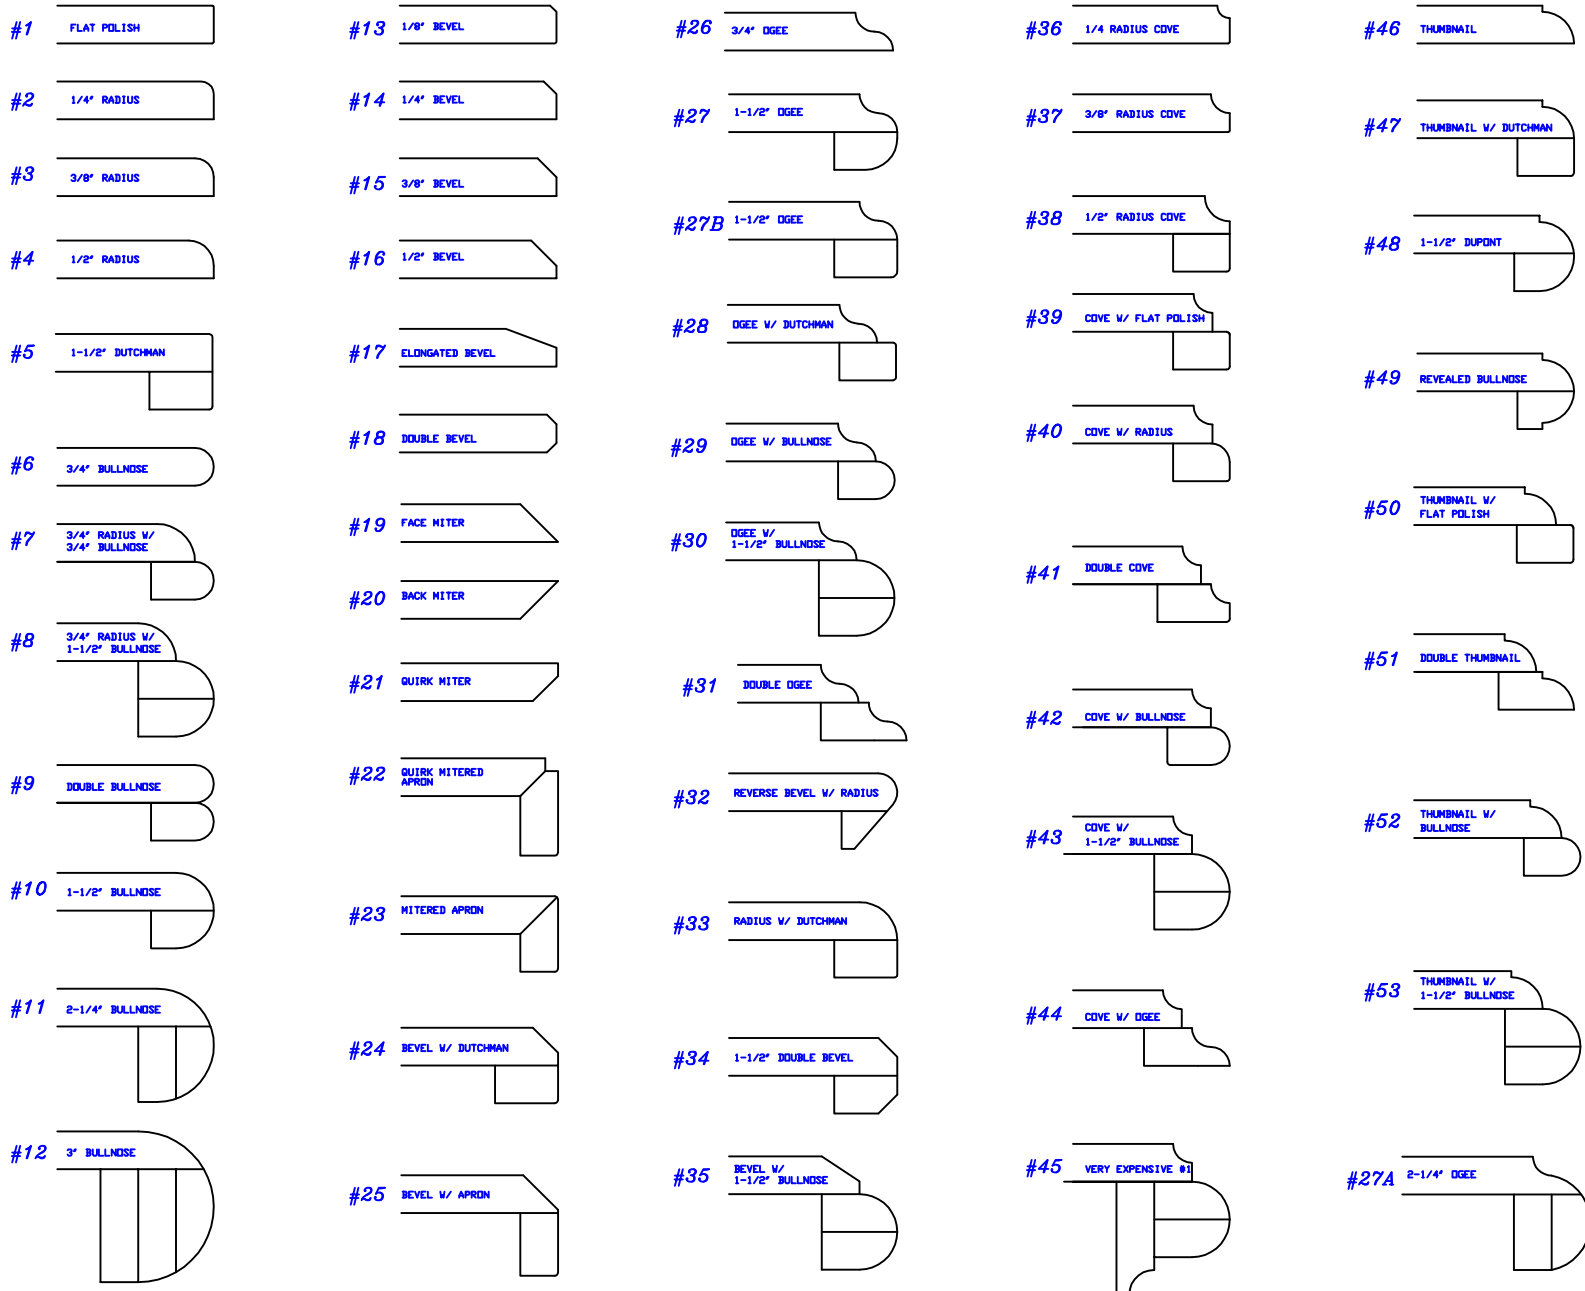 #1 FLAT POLISH
#2 1/4" RADIUS
#3 3/8" RADIUS
#4 1/2" RADIUS
#5 1-1/2" DUTCHMAN
#6 3/4" BULLNOSE
#7 3/4" RADIUS W/
3/4" BULLNOSE
#8 3/4" RADIUS W/
1-1/2" BULLNOSE
#9 DOUBLE BULLNOSE
#10 1-1/2" BULLNOSE
#11 2-1/4" BULLNOSE
#12 3" BULLNOSE
#13 1/8" BEVEL
#14 1/4" BEVEL
#15 3/8" BEVEL
#16 1/2" BEVEL
#17 ELONGATED BEVEL
#18 DOUBLE BEVEL
#19 FACE MITER
#20 BACK MITER
#21 QUIRK MITER
#22 QUIRK MITERED
APRON
#23 MITERED APRON
#24 BEVEL W/ DUTCHMAN
#25 BEVEL W/ APRON
#26 3/4" OGEE
#27 1-1/2" OGEE
#27B 1-1/2" OGEE
#28 OGEE W/ DUTCHMAN
#29 OGEE W/ BULLNOSE
#30 OGEE W/
1-1/2" BULLNOSE
#31 DOUBLE OGEE
#32 REVERSE BEVEL W/ RADIUS
#33 RADIUS W/ DUTCHMAN
#34 1-1/2" DOUBLE BEVEL
#35 BEVEL W/
1-1/2" BULLNOSE
#36 1/4 RADIUS COVE
#37 3/8" RADIUS COVE
#38 1/2" RADIUS COVE
#39 COVE W/ FLAT POLISH
#40 COVE W/ RADIUS
#41 DOUBLE COVE
#42 COVE W/ BULLNOSE
#43 COVE W/
1-1/2" BULLNOSE
#44 COVE W/ OGEE
#45 VERY EXPENSIVE #1
#46 THUMBNAIL
#47 THUMBNAIL W/ DUTCHMAN
#48 1-1/2" DUPONT
#49 REVEALED BULLNOSE
#50 THUMBNAIL W/
FLAT POLISH
#51 DOUBLE THUMBNAIL
#52 THUMBNAIL W/
BULLNOSE
#53 THUMBNAIL W/
1-1/2" BULLNOSE
#27A 2-1/4" OGEE